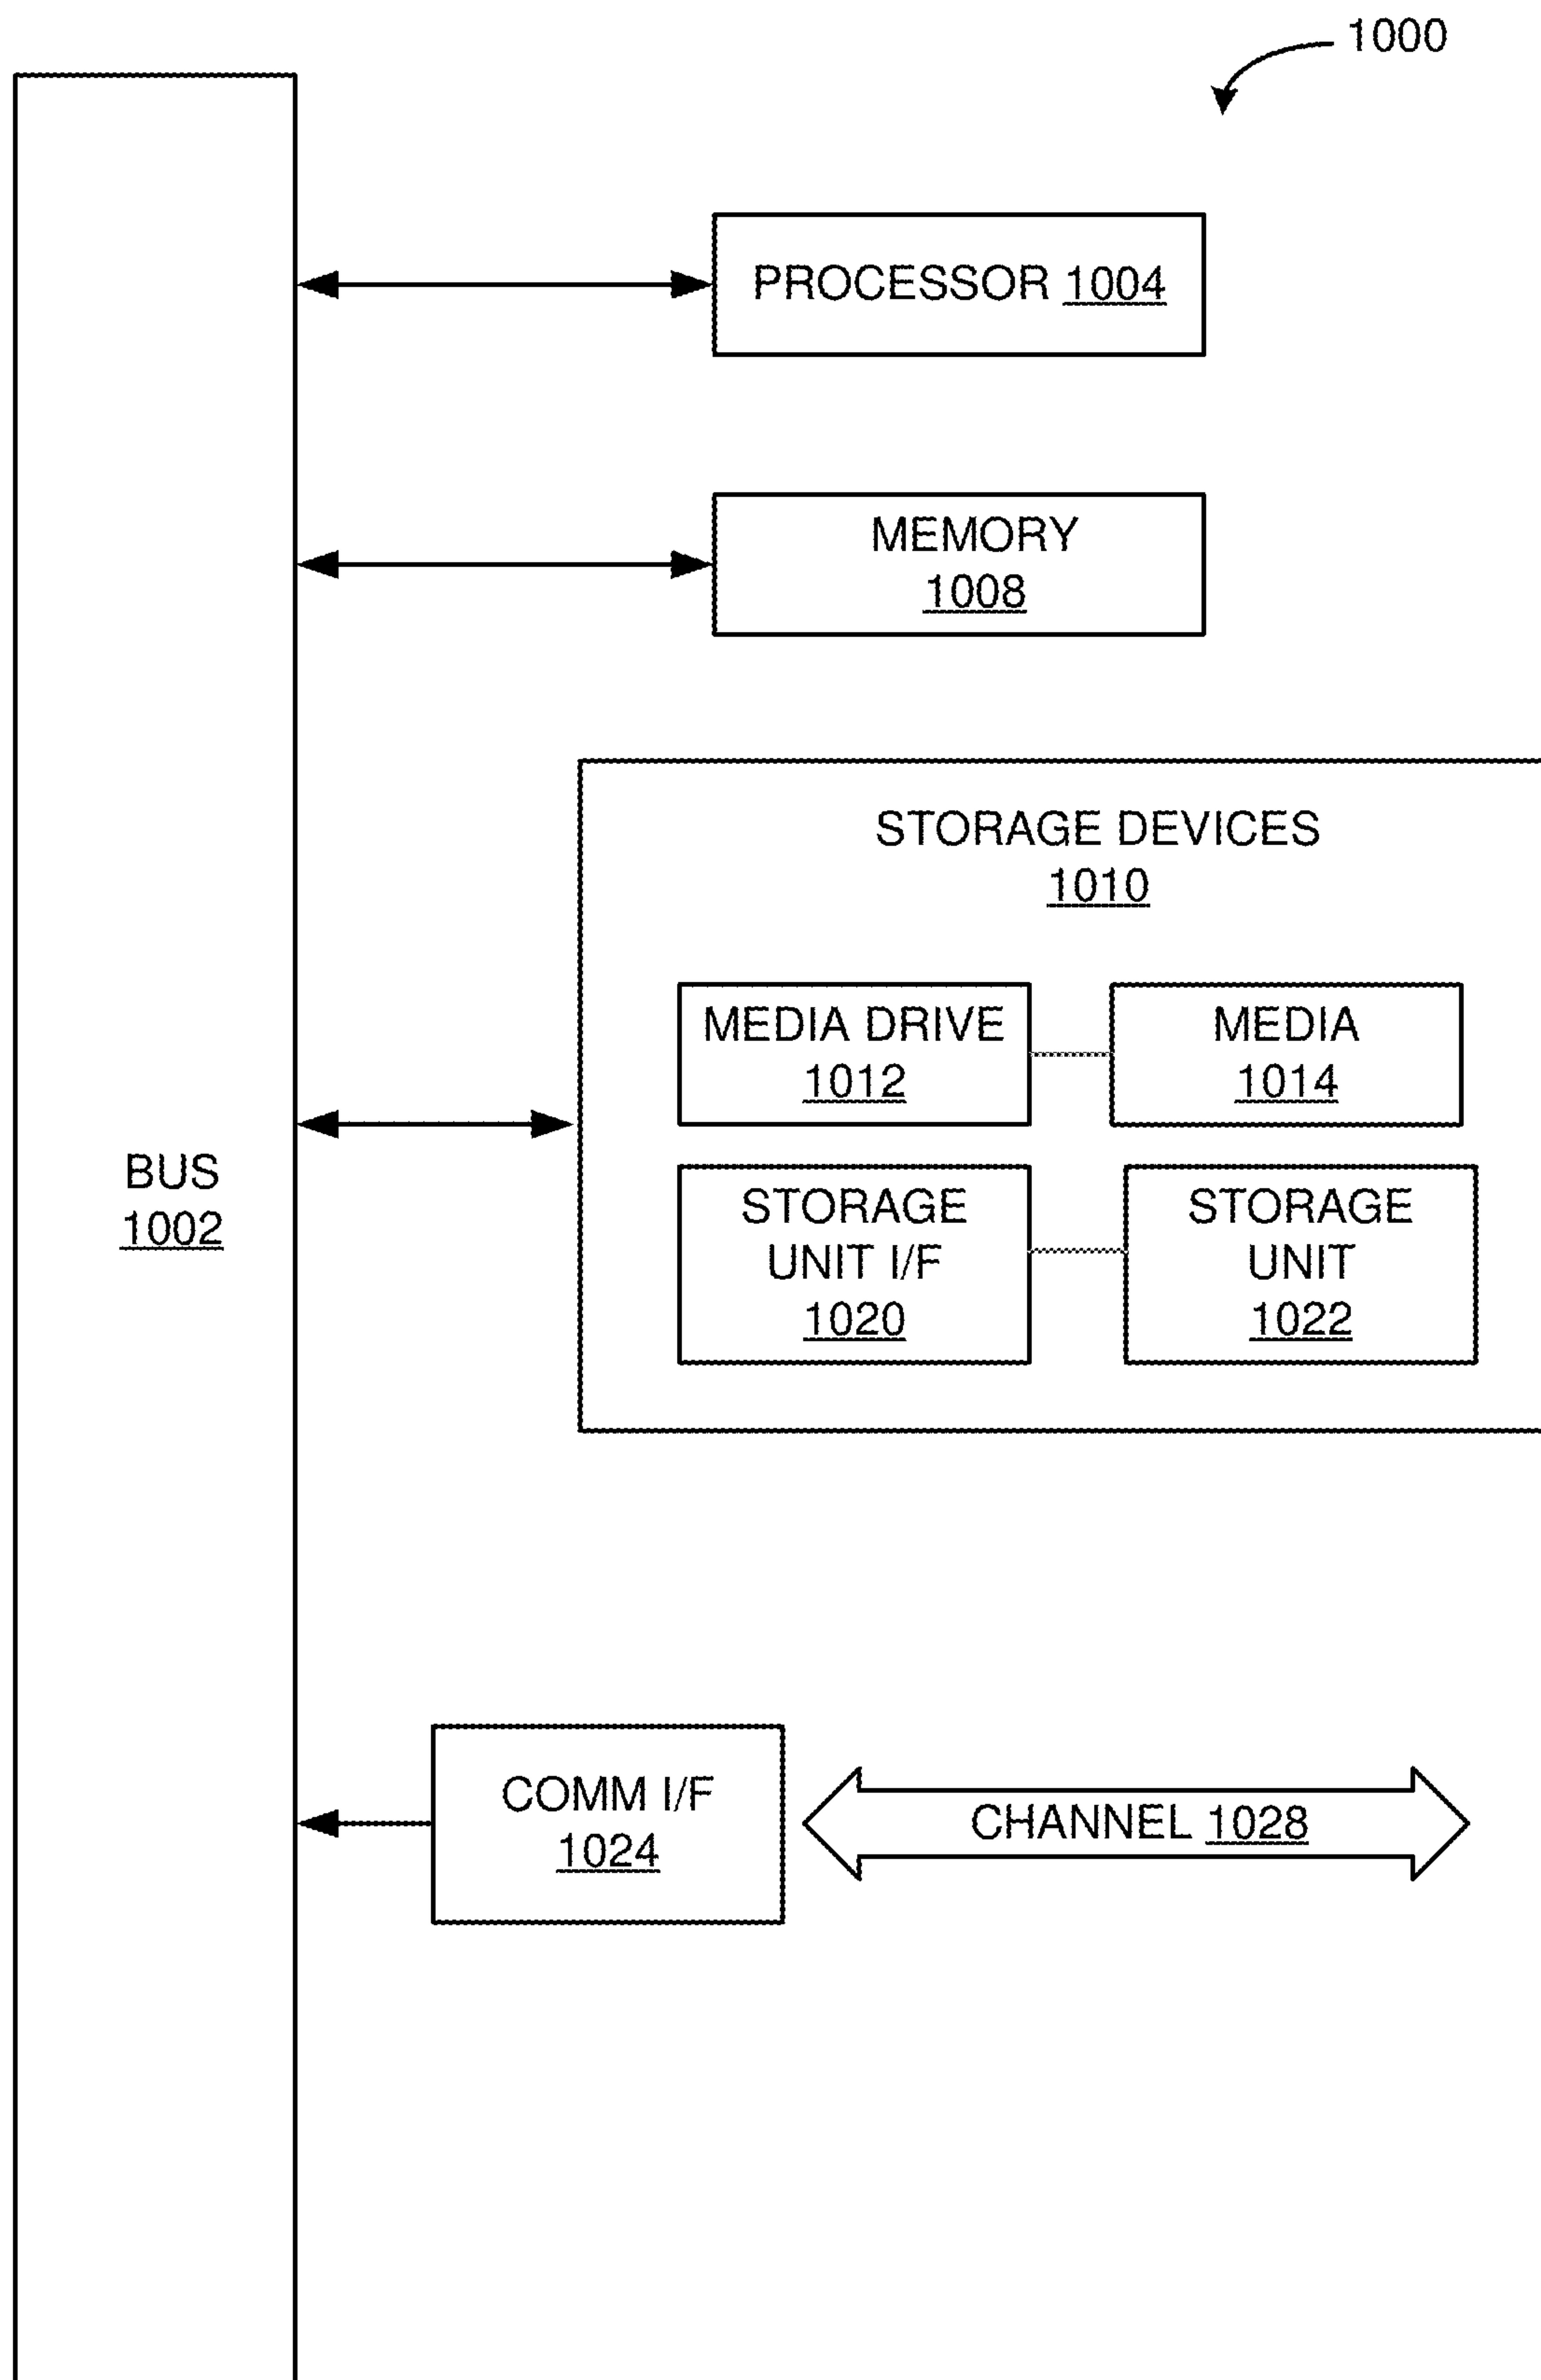 1000
PROCESSOR 1004
MEMORY
1008
STORAGE DEVICES
1010
MEDIA DRIVE
1012
MEDIA
1014
BUS
1002
STORAGE
UNIT I/F
1020
STORAGE
UNIT
1022
COMM I/F
1024
CHANNEL 1028